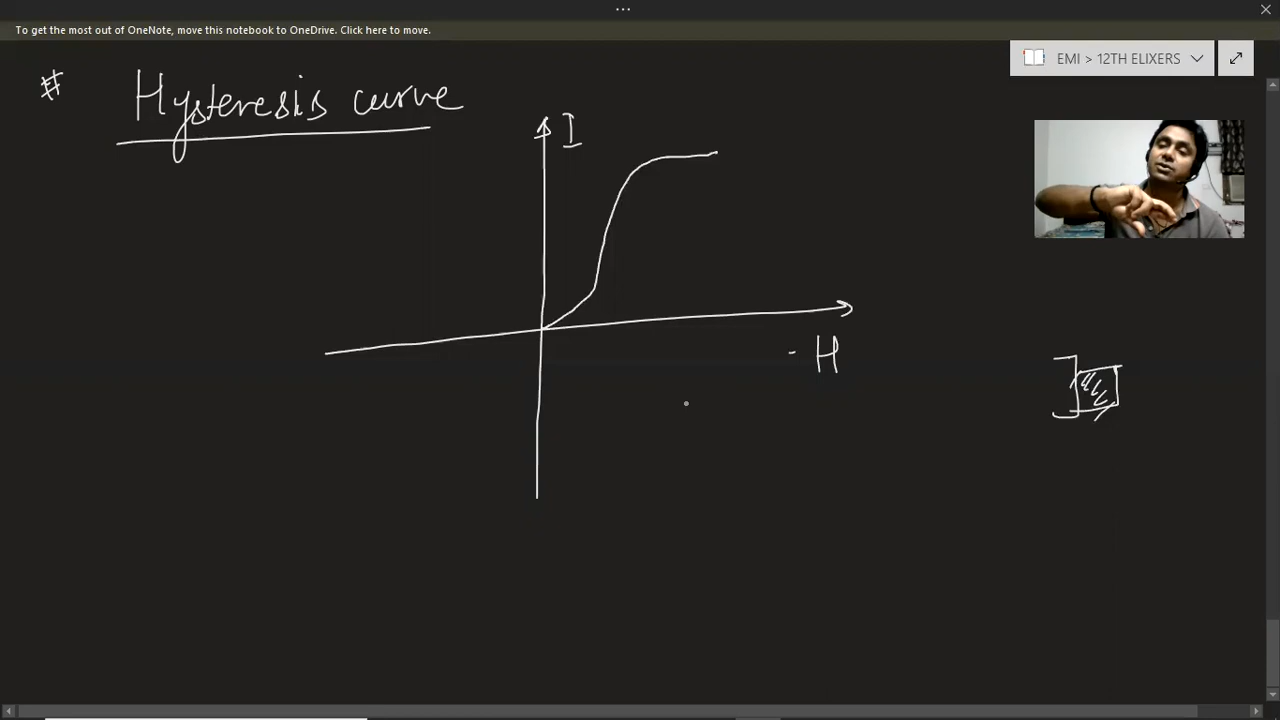 To get the most out of OneNote, move this notebook to OneDrive. Click here to move.
EMI > 12TH ELIXERS
# Hysteresis curve
I
- H